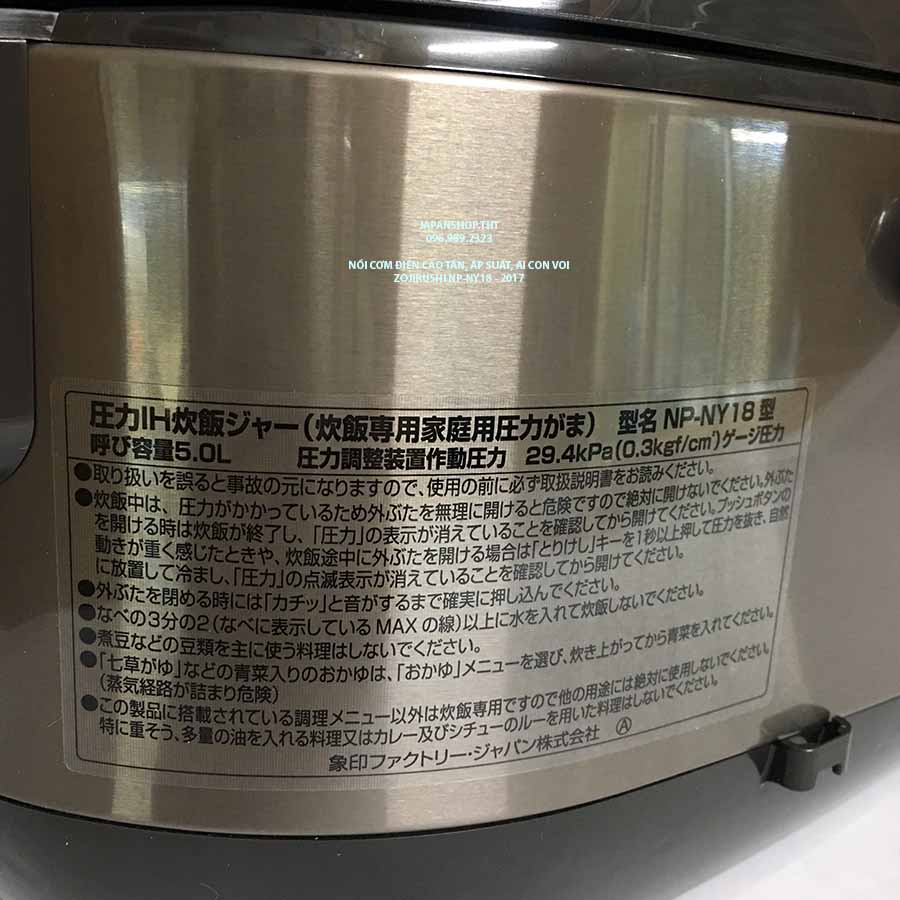 JAPANSHOP.THT
096.989.2323
NỒI CƠM ĐIỆN CAO TẦN, ÁP SUẤT, AI CON VOI
ZOJIRUSHI NP-NY18 - 2017
圧力IH炊飯ジャー(炊飯専用家庭用圧力がま) 型名 NP-NY18型
呼び容量5.0L 圧力調整装置作動圧力 29.4kPa(0.3kgf/cm)ゲージ圧力
●取り扱いを誤ると事故の元になりますので、使用の前に必ず取扱説明書をお読みください。
●炊飯中は、圧力がかかっているため外ぶたを無理に開けると危険ですので絶対に開けないでください。外ぶた
を開ける時は炊飯が終了し、「圧力」の表示が消えていることを確認してから開けてください。プッシュボタンの
動きが重く感じたときや、炊飯途中に外ぶたを開ける場合は「とりけし」キーを1秒以上押して圧力を抜き、自然
に放置して冷まし、「圧力」の点滅表示が消えていることを確認してから開けてください。
●外ぶたを閉める時には「カチッ」と音がするまで確実に押し込んでください。
●なべの3分の2(なべに表示しているMAXの線)以上に水を入れて炊飯しないでください。
●煮豆などの豆類を主に使う料理はしないでください。
●「七草がゆ」などの青菜入りのおかゆは、「おかゆ」メニューを選び、炊き上がってから青菜を入れてください。
(蒸気経路が詰まり危険)
●この製品に搭載されている調理メニュー以外は炊飯専用ですので他の用途には絶対に使用しないでください。
特に重そう、多量の油を入れる料理又はカレー及びシチューのルーを用いた料理はしないでください。
象印ファクトリー・ジャパン株式会社 Ⓐ